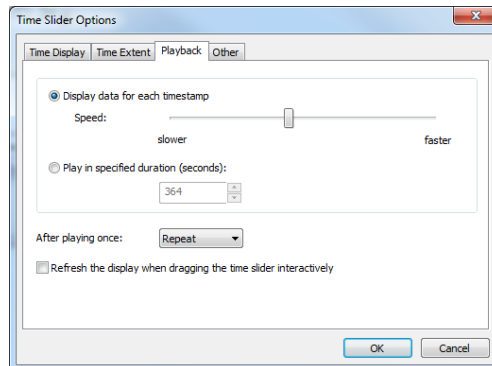 Time Slider Options
Time Display Time Extent Playback Other
Display data for each timestamp
Speed:
slower faster
Play in specified duration (seconds):
364
After playing once: Repeat
Refresh the display when dragging the time slider interactively
OK Cancel